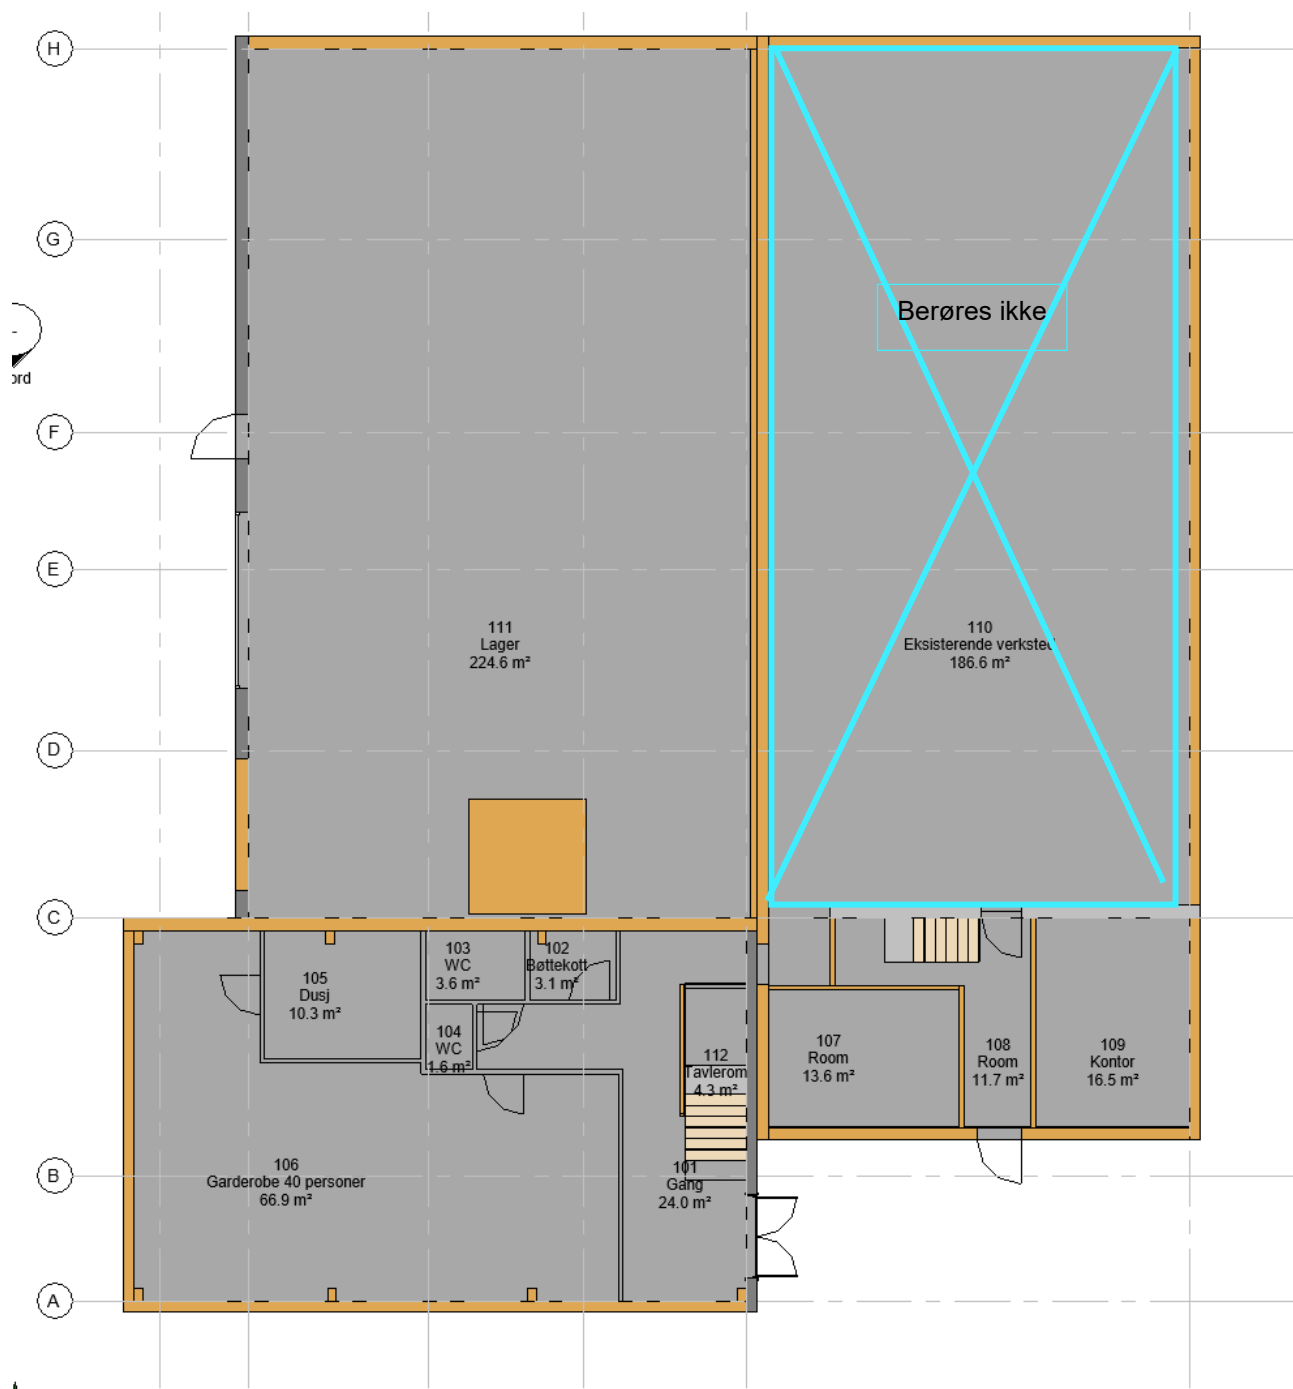 H
G
Berøres ikke
ord
F
E
111
Lager
224.6 m²
110
Eksisterende verksted
186.6 m²
D
C
103
WC
3.6 m²
102
Bøttekott
3.1 m²
105
Dusj
10.3 m²
104
WC
1.6 m²
112
Tavlerom
4.3 m²
107
Room
13.6 m²
108
Room
11.7 m²
109
Kontor
16.5 m²
B
106
Garderobe 40 personer
66.9 m²
101
Gang
24.0 m²
A